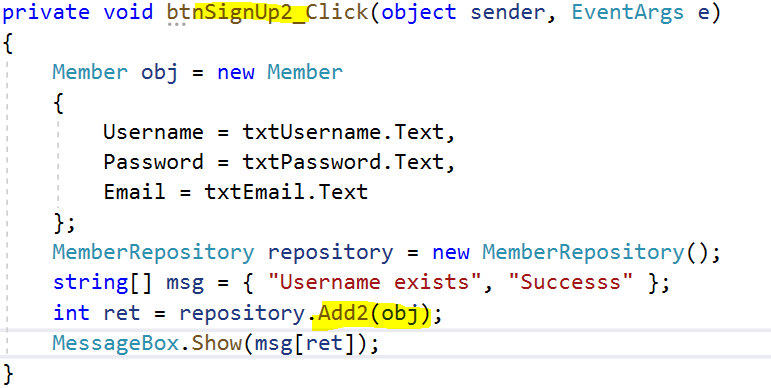 private void btnSignUp2_Click(object sender, EventArgs e)
{
    Member obj = new Member
    {
        Username = txtUsername.Text,
        Password = txtPassword.Text,
        Email = txtEmail.Text
    };
    MemberRepository repository = new MemberRepository();
    string[] msg = { "Username exists", "Successs" };
    int ret = repository.Add2(obj);
    MessageBox.Show(msg[ret]);
}